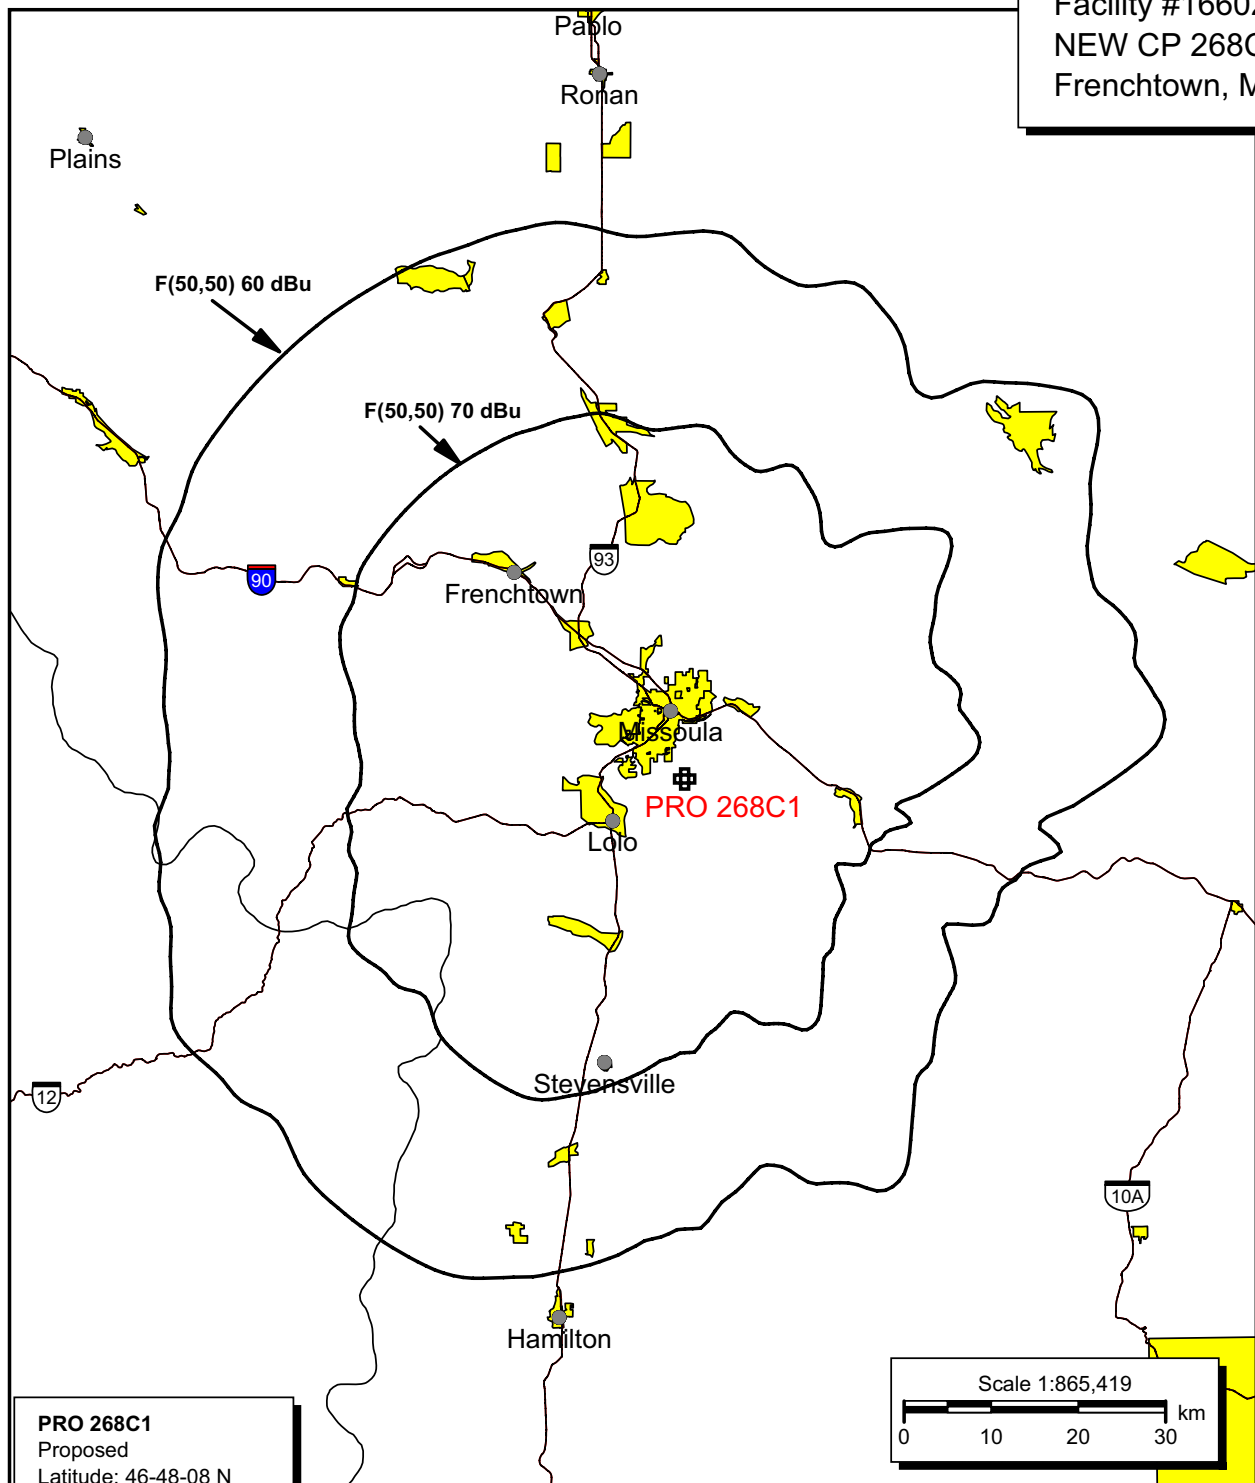 Facility #16602
NEW CP 268C
Frenchtown, M
Pablo
Ronan
Plains
F(50,50) 60 dBu
F(50,50) 70 dBu
93
90
Frenchtown
Missoula
PRO 268C1
Lolo
Stevensville
12
10A
Hamilton
Scale 1:865,419
km
0 10 20 30
PRO 268C1
Proposed
Latitude: 46-48-08 N